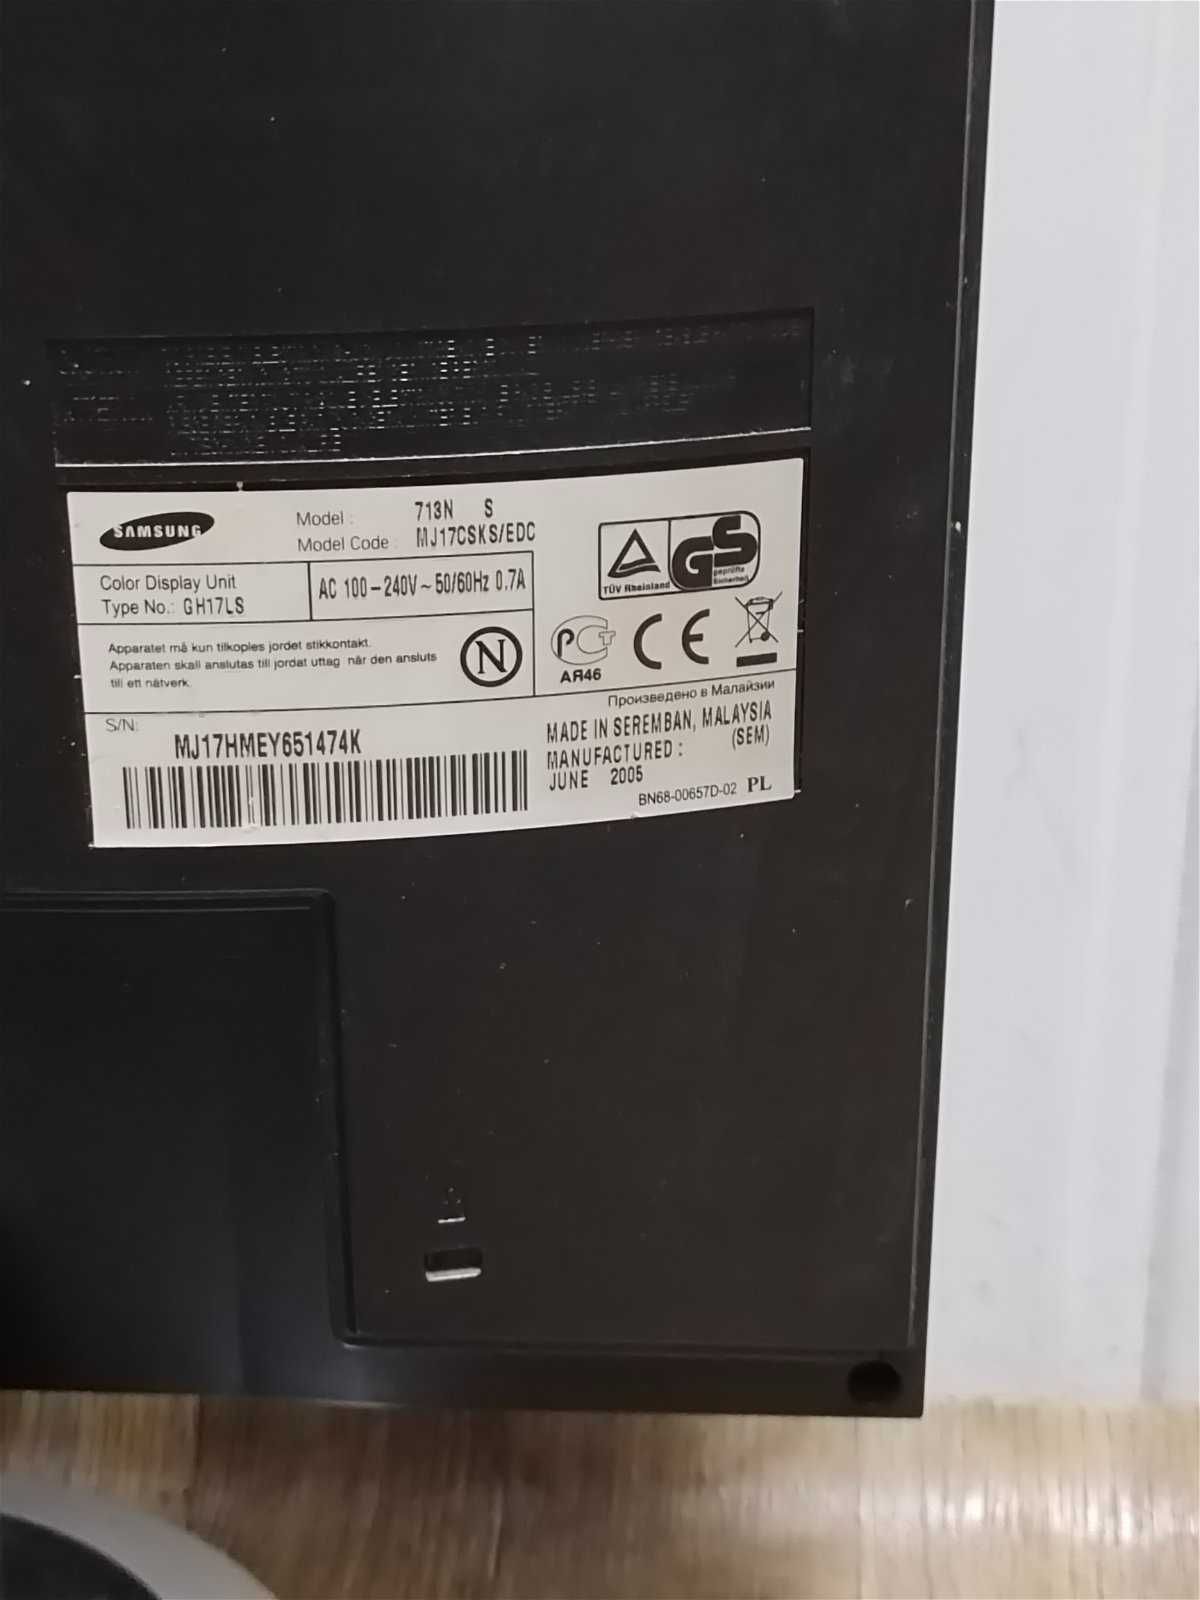 SAMSUNG
Model : 713N S
Model Code : MJ17CSKS/EDC
Color Display Unit
Type No.: GH17LS
AC 100-240V~50/60Hz 0.7A
TÜV Rheinland
GS
geprüfte
Sicherheit
Apparatet må kun tilkoples jordet stikkontakt.
Apparaten skall anslutas till jordat uttag när den ansluts
till ett nätverk.
N
PCT
АЯ46
CE
Произведено в Малайзии
S/N:
MJ17HMEY651474K
MADE IN SEREMBAN, MALAYSIA
MANUFACTURED : (SEM)
JUNE 2005
BN68-00657D-02 PL